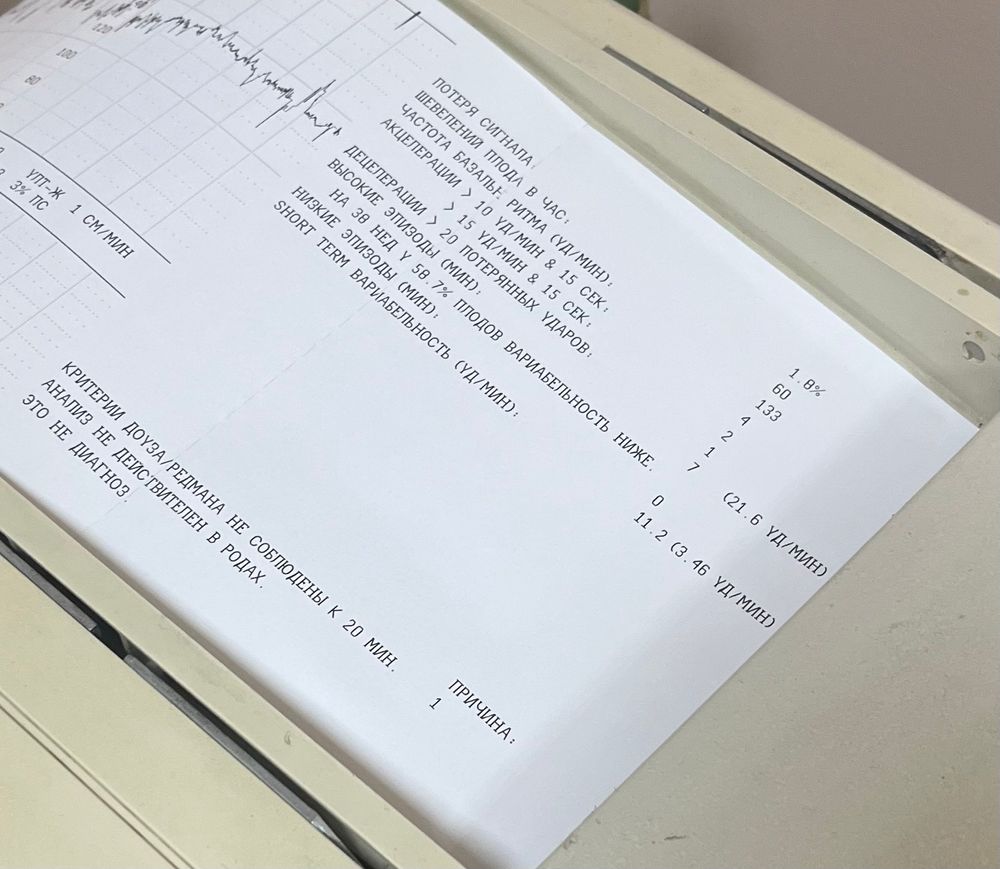 120
100
80
УЛТ-Ж 1 СМ/МИН
3% ПС
ПОТЕРЯ СИГНАЛА: 1.8%
ШЕВЕЛЕНИЙ ПЛОДА В ЧАС: 60
ЧАСТОТА БАЗАЛЬН. РИТМА (УД/МИН): 133
АКЦЕЛЕРАЦИИ > 10 УД/МИН & 15 СЕК: 4
> 15 УД/МИН & 15 СЕК: 2
ДЕЦЕЛЕРАЦИИ > 20 ПОТЕРЯННЫХ УДАРОВ: 1
ВЫСОКИЕ ЭПИЗОДЫ (МИН): 7 (21.6 УД/МИН)
НА 38 НЕД У 58.7% ПЛОДОВ ВАРИАБЕЛЬНОСТЬ НИЖЕ.
НИЗКИЕ ЭПИЗОДЫ (МИН): 0
SHORT TERM ВАРИАБЕЛЬНОСТЬ (УД/МИН): 11.2 (3.46 УД/МИН)
КРИТЕРИИ ДОУЗА/РЕДМАНА НЕ СОБЛЮДЕНЫ К 20 МИН. ПРИЧИНА:
АНАЛИЗ НЕ ДЕЙСТВИТЕЛЕН В РОДАХ. 1
ЭТО НЕ ДИАГНОЗ.